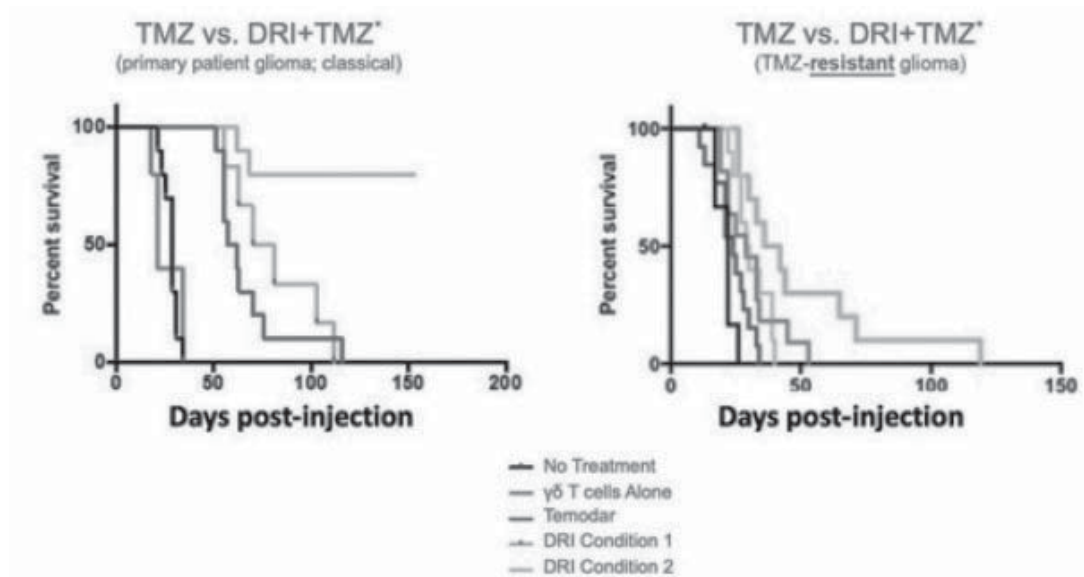 TMZ vs. DRI+TMZ*
(primary patient glioma; classical)
100
50
0
Percent survival
0 50 100 150 200
Days post-injection
TMZ vs. DRI+TMZ*
(TMZ-resistant glioma)
100
50
0
Percent survival
0 50 100 150
Days post-injection
No Treatment
γδ T cells Alone
Temodar
DRI Condition 1
DRI Condition 2